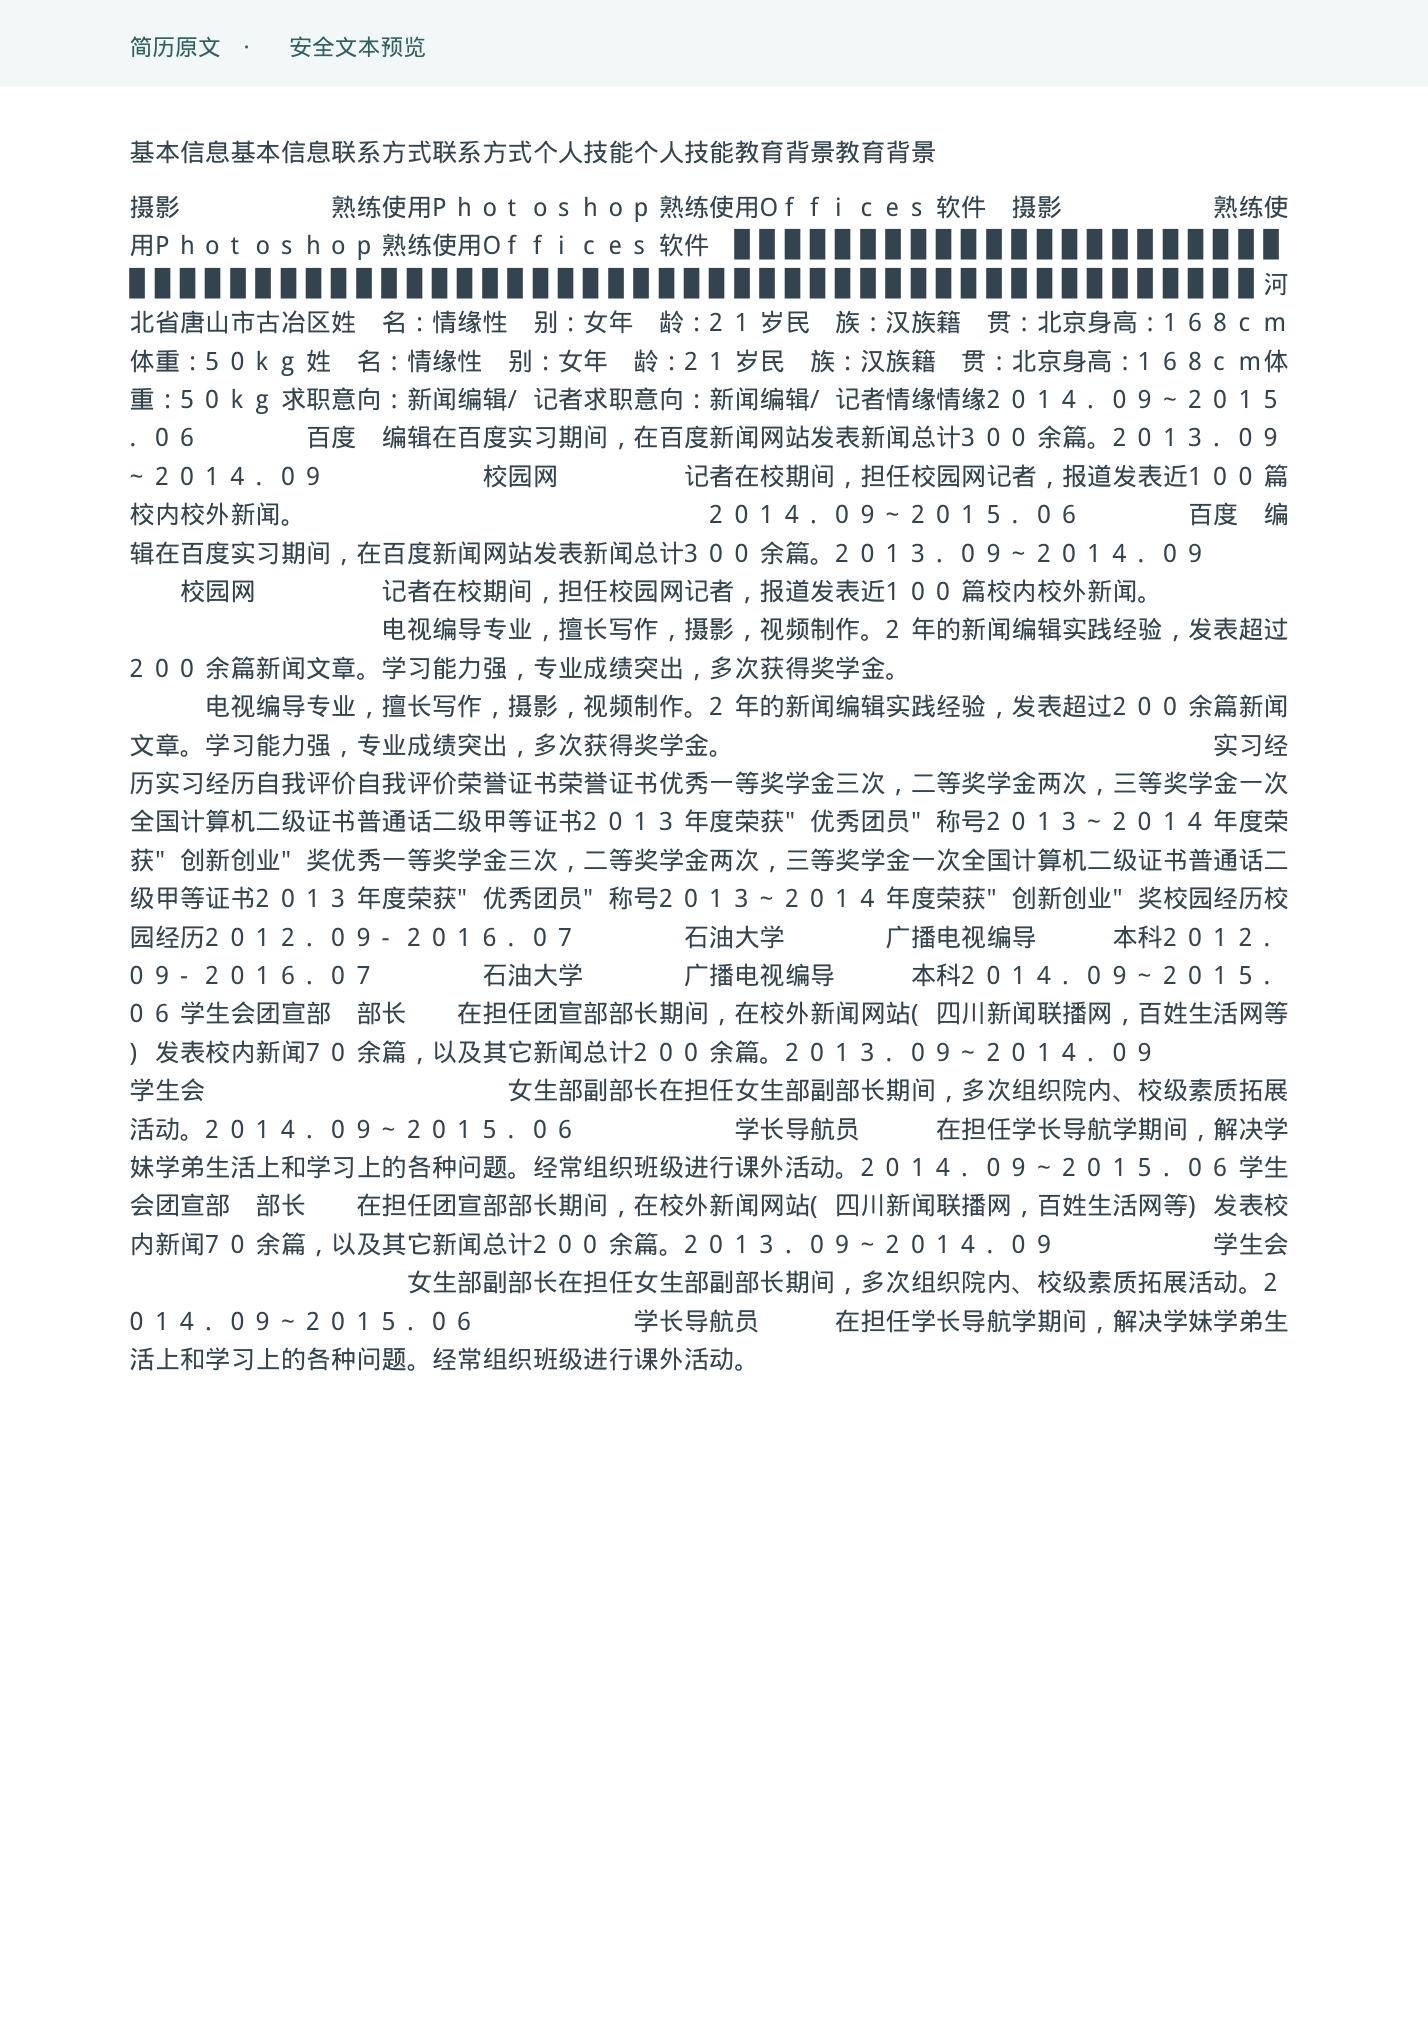 简历原文 · 安全文本预览
基本信息基本信息联系方式联系方式个人技能个人技能教育背景教育背景
摄影 熟练使用Photoshop熟练使用Offices软件 摄影 熟练使
用Photoshop熟练使用Offices软件 ██████████████████████
█████████████████████████████████████████████河
北省唐山市古冶区姓 名:情缘性 别:女年 龄:21岁民 族:汉族籍 贯:北京身高:168cm
体重:50kg姓 名:情缘性 别:女年 龄:21岁民 族:汉族籍 贯:北京身高:168cm体
重:50kg求职意向:新闻编辑/记者求职意向:新闻编辑/记者情缘情缘2014.09~2015
.06 百度 编辑在百度实习期间,在百度新闻网站发表新闻总计300余篇。2013.09
~2014.09 校园网 记者在校期间,担任校园网记者,报道发表近100篇
校内校外新闻。 2014.09~2015.06 百度 编
辑在百度实习期间,在百度新闻网站发表新闻总计300余篇。2013.09~2014.09
校园网 记者在校期间,担任校园网记者,报道发表近100篇校内校外新闻。
电视编导专业,擅长写作,摄影,视频制作。2年的新闻编辑实践经验,发表超过
200余篇新闻文章。学习能力强,专业成绩突出,多次获得奖学金。
电视编导专业,擅长写作,摄影,视频制作。2年的新闻编辑实践经验,发表超过200余篇新闻
文章。学习能力强,专业成绩突出,多次获得奖学金。 实习经
历实习经历自我评价自我评价荣誉证书荣誉证书优秀一等奖学金三次,二等奖学金两次,三等奖学金一次
全国计算机二级证书普通话二级甲等证书2013年度荣获"优秀团员"称号2013~2014年度荣
获"创新创业"奖优秀一等奖学金三次,二等奖学金两次,三等奖学金一次全国计算机二级证书普通话二
级甲等证书2013年度荣获"优秀团员"称号2013~2014年度荣获"创新创业"奖校园经历校
园经历2012.09-2016.07 石油大学 广播电视编导 本科2012.
09-2016.07 石油大学 广播电视编导 本科2014.09~2015.
06学生会团宣部 部长 在担任团宣部部长期间,在校外新闻网站(四川新闻联播网,百姓生活网等
)发表校内新闻70余篇,以及其它新闻总计200余篇。2013.09~2014.09
学生会 女生部副部长在担任女生部副部长期间,多次组织院内、校级素质拓展
活动。2014.09~2015.06 学长导航员 在担任学长导航学期间,解决学
妹学弟生活上和学习上的各种问题。经常组织班级进行课外活动。2014.09~2015.06学生
会团宣部 部长 在担任团宣部部长期间,在校外新闻网站(四川新闻联播网,百姓生活网等)发表校
内新闻70余篇,以及其它新闻总计200余篇。2013.09~2014.09 学生会
女生部副部长在担任女生部副部长期间,多次组织院内、校级素质拓展活动。2
014.09~2015.06 学长导航员 在担任学长导航学期间,解决学妹学弟生
活上和学习上的各种问题。经常组织班级进行课外活动。